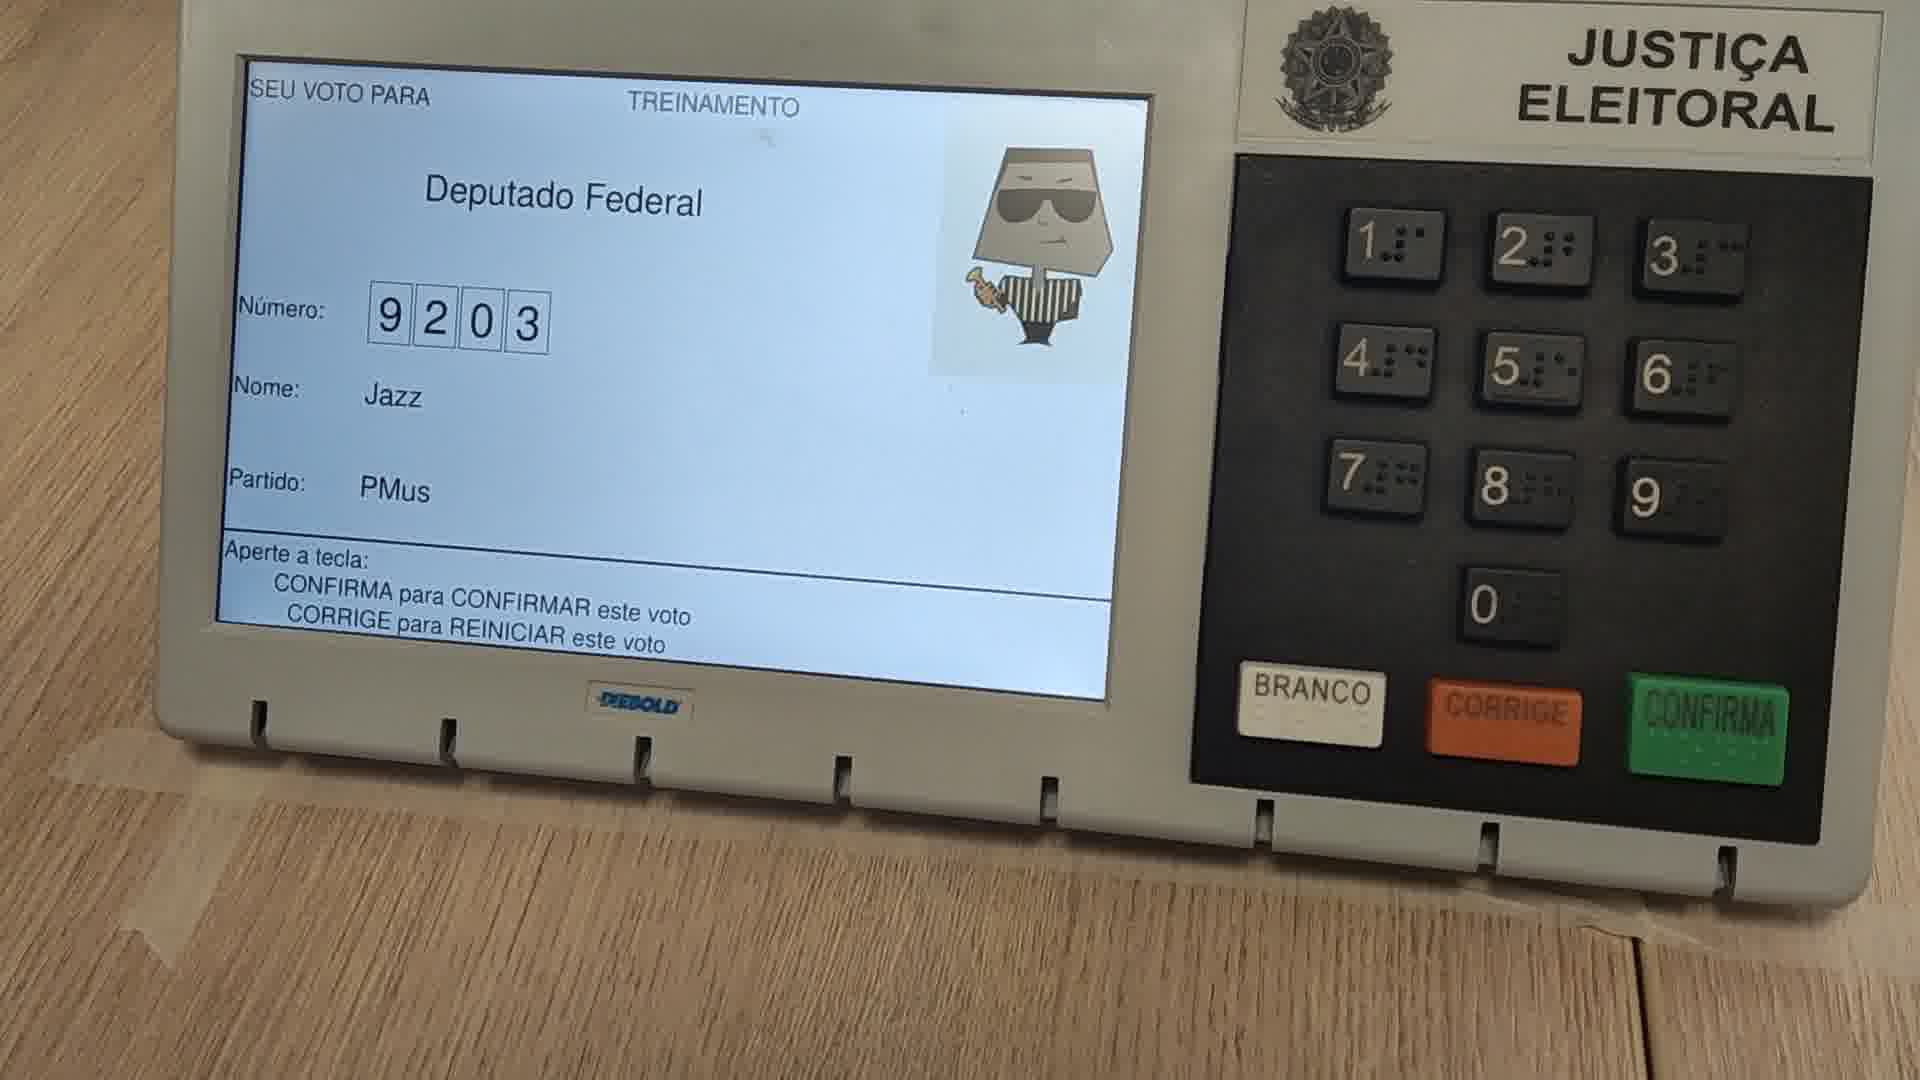 SEU VOTO PARA
TREINAMENTO
Deputado Federal
Número: 9203
Nome: Jazz
Partido: PMus
Aperte a tecla:
CONFIRMA para CONFIRMAR este voto
CORRIGE para REINICIAR este voto
DIEBOLD
JUSTIÇA
ELEITORAL
1 2 3
4 5 6
7 8 9
0
BRANCO CORRIGE CONFIRMA